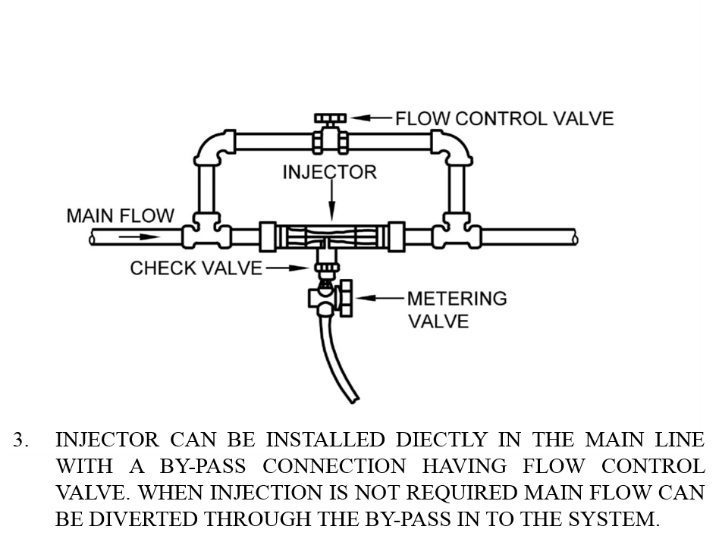 FLOW CONTROL VALVE
INJECTOR
MAIN FLOW
CHECK VALVE
METERING
VALVE
3. INJECTOR CAN BE INSTALLED DIECTLY IN THE MAIN LINE
WITH A BY-PASS CONNECTION HAVING FLOW CONTROL
VALVE. WHEN INJECTION IS NOT REQUIRED MAIN FLOW CAN
BE DIVERTED THROUGH THE BY-PASS IN TO THE SYSTEM.